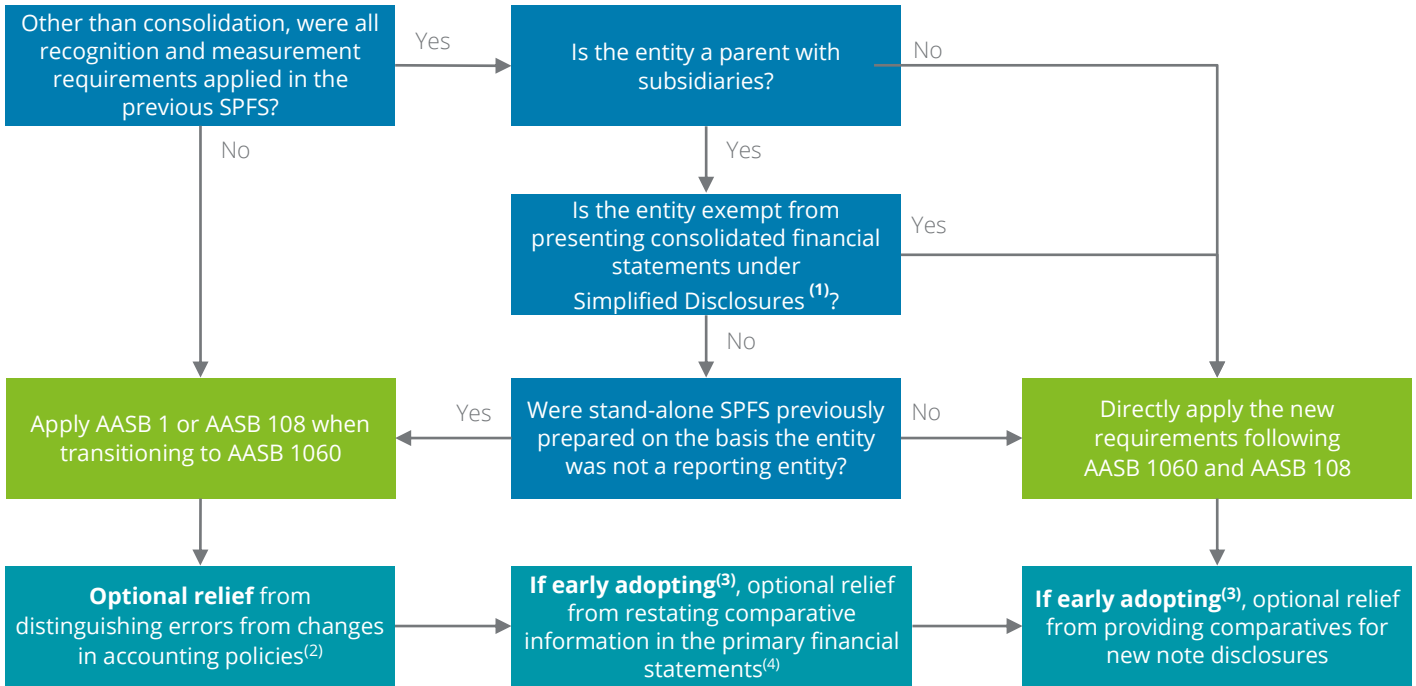 Other than consolidation, were all
recognition and measurement
requirements applied in the
previous SPFS?
Yes
Is the entity a parent with
subsidiaries?
No
No
Yes
Is the entity exempt from
presenting consolidated financial
statements under
Simplified Disclosures (1)?
Yes
No
Apply AASB 1 or AASB 108 when
transitioning to AASB 1060
Yes
Were stand-alone SPFS previously
prepared on the basis the entity
was not a reporting entity?
No
Directly apply the new
requirements following
AASB 1060 and AASB 108
Optional relief from
distinguishing errors from changes
in accounting policies(2)
If early adopting(3), optional relief
from restating comparative
information in the primary financial
statements(4)
If early adopting(3), optional relief
from providing comparatives for
new note disclosures